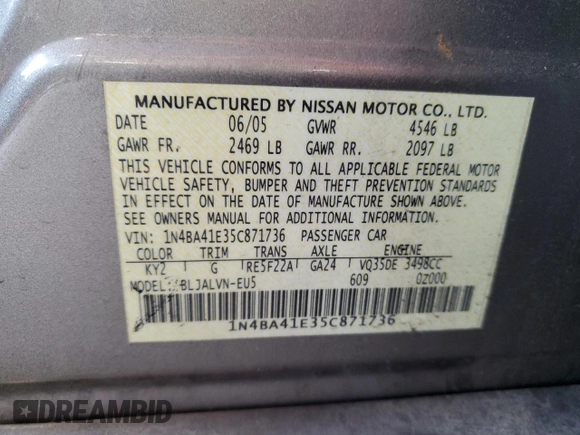 MANUFACTURED BY NISSAN MOTOR CO., LTD.
DATE 06/05 GVWR 4546 LB
GAWR FR. 2469 LB GAWR RR. 2097 LB
THIS VEHICLE CONFORMS TO ALL APPLICABLE FEDERAL MOTOR
VEHICLE SAFETY, BUMPER AND THEFT PREVENTION STANDARDS
IN EFFECT ON THE DATE OF MANUFACTURE SHOWN ABOVE.
SEE OWNERS MANUAL FOR ADDITIONAL INFORMATION.
VIN: 1N4BA41E35C871736 PASSENGER CAR
COLOR TRIM TRANS AXLE ENGINE
KY2 G RE5F22A GA24 VQ35DE 3498CC
MODEL: BLJALVN-EU5 609 0Z000
1N4BA41E35C871736
DREAMBID